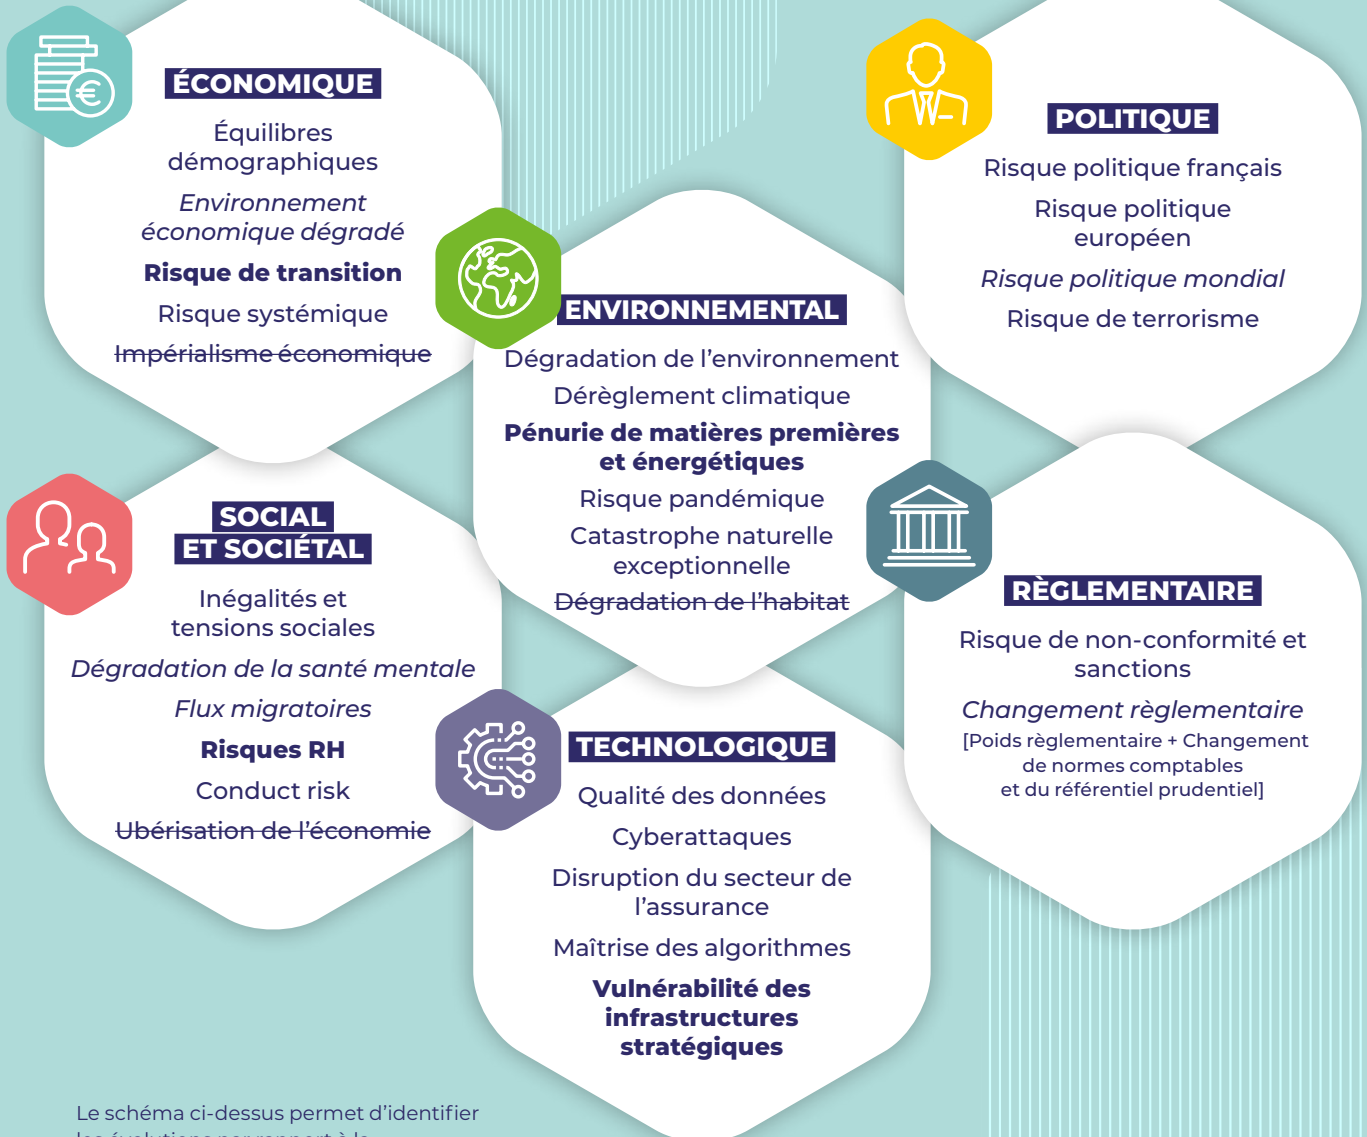 ÉCONOMIQUE
Équilibres
démographiques
Environnement
économique dégradé
Risque de transition
Risque systémique
Impérialisme économique
POLITIQUE
Risque politique français
Risque politique
européen
Risque politique mondial
Risque de terrorisme
ENVIRONNEMENTAL
Dégradation de l’environnement
Dérèglement climatique
Pénurie de matières premières
et énergétiques
Risque pandémique
Catastrophe naturelle
exceptionnelle
Dégradation de l’habitat
SOCIAL
ET SOCIÉTAL
Inégalités et
tensions sociales
Dégradation de la santé mentale
Flux migratoires
Risques RH
Conduct risk
Ubérisation de l’économie
RÈGLEMENTAIRE
Risque de non-conformité et
sanctions
Changement règlementaire
[Poids règlementaire + Changement
de normes comptables
et du référentiel prudentiel]
TECHNOLOGIQUE
Qualité des données
Cyberattaques
Disruption du secteur de
l’assurance
Maîtrise des algorithmes
Vulnérabilité des
infrastructures
stratégiques
Le schéma ci-dessus permet d’identifier